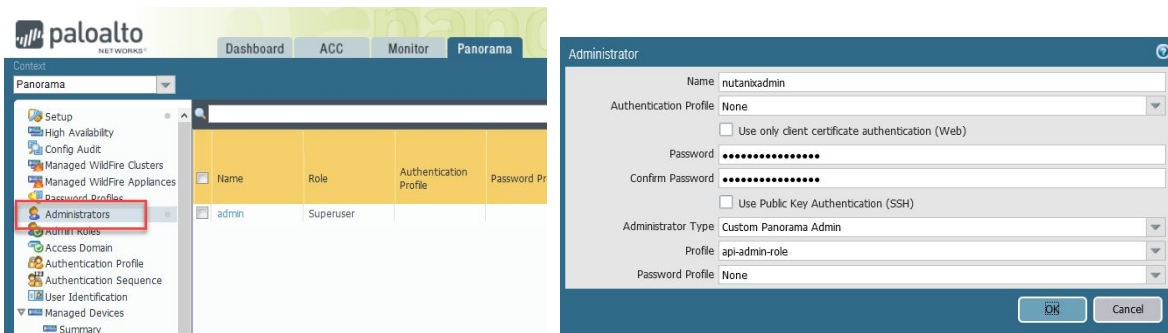 paloalto
NETWORKS
Dashboard ACC Monitor Panorama
Context
Panorama
Setup
High Availability
Config Audit
Managed WildFire Clusters
Managed WildFire Appliances
Password Profiles
Administrators
Admin Roles
Access Domain
Authentication Profile
Authentication Sequence
User Identification
Managed Devices
Summary
Name Role Authentication Profile Password Pr
admin Superuser
Administrator
Name nutanixadmin
Authentication Profile None
Use only client certificate authentication (Web)
Password ••••••••••••••••
Confirm Password ••••••••••••••••
Use Public Key Authentication (SSH)
Administrator Type Custom Panorama Admin
Profile api-admin-role
Password Profile None
OK Cancel